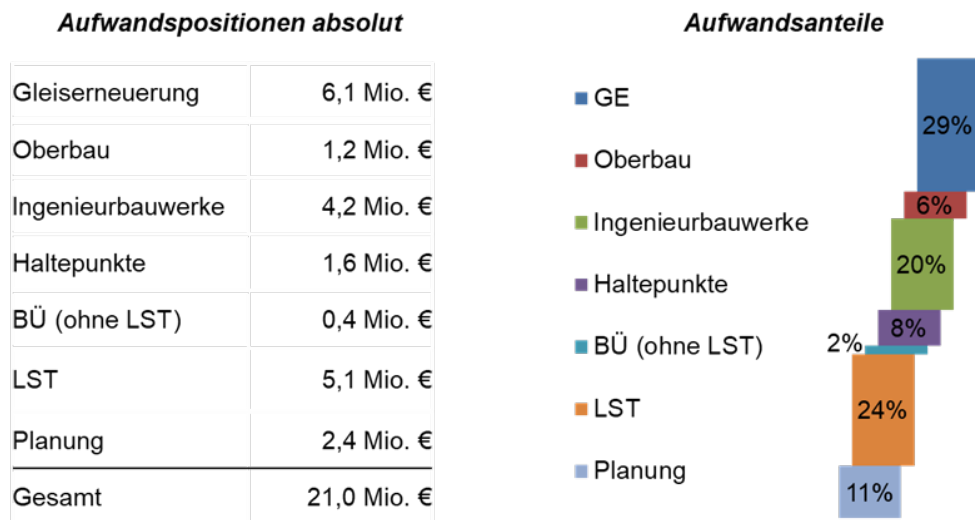 Aufwandspositionen absolut
Gleiserneuerung 6,1 Mio. €
Oberbau 1,2 Mio. €
Ingenieurbauwerke 4,2 Mio. €
Haltepunkte 1,6 Mio. €
BÜ (ohne LST) 0,4 Mio. €
LST 5,1 Mio. €
Planung 2,4 Mio. €
Gesamt 21,0 Mio. €
Aufwandsanteile
GE
Oberbau
Ingenieurbauwerke
Haltepunkte
BÜ (ohne LST)
LST
Planung
29%
6%
20%
8%
2%
24%
11%